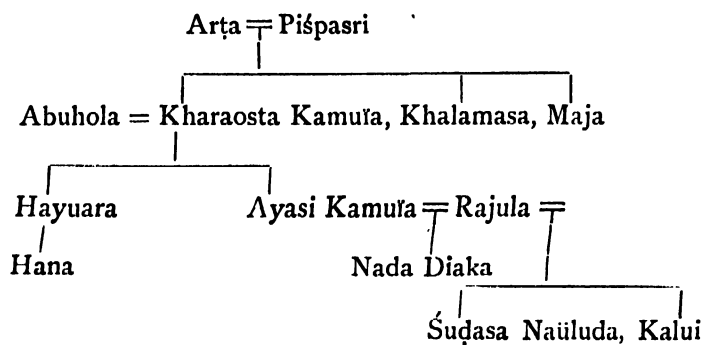 Arṭa = Piśpasri
Abuhola = Kharaosta Kamuïa, Khalamasa, Maja
Hayuara Ayasi Kamuïa = Rajula =
Hana Nada Diaka
Śuḍasa Naüluda, Kalui